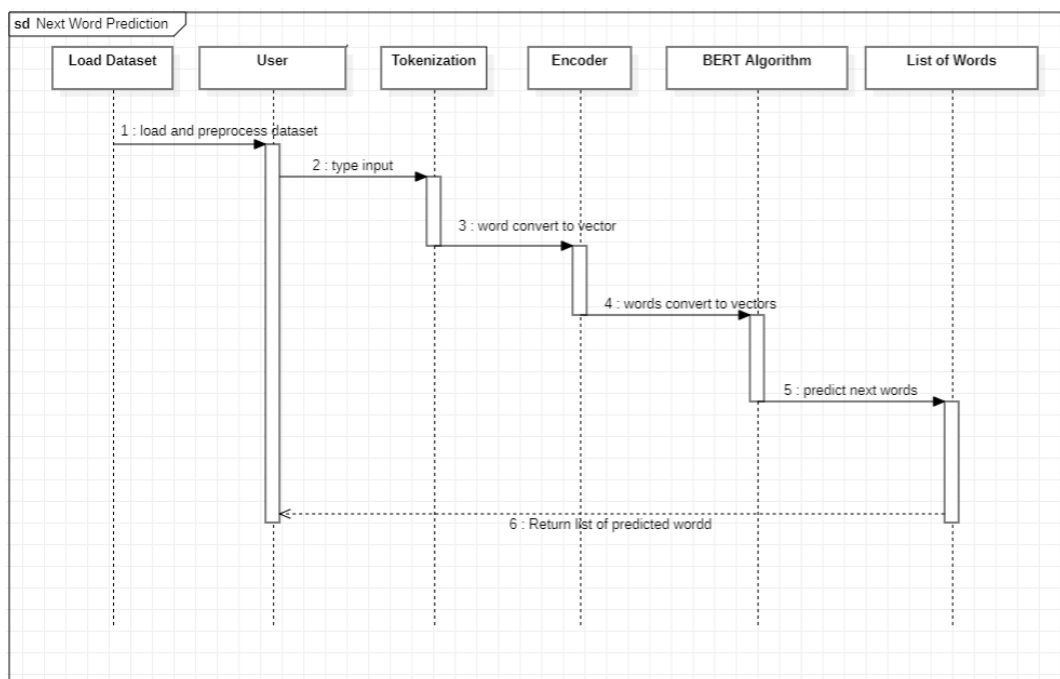 sd Next Word Prediction
Load Dataset
User
Tokenization
Encoder
BERT Algorithm
List of Words
1 : load and preprocess dataset
2 : type input
3 : word convert to vector
4 : words convert to vectors
5 : predict next words
6 : Return list of predicted wordd